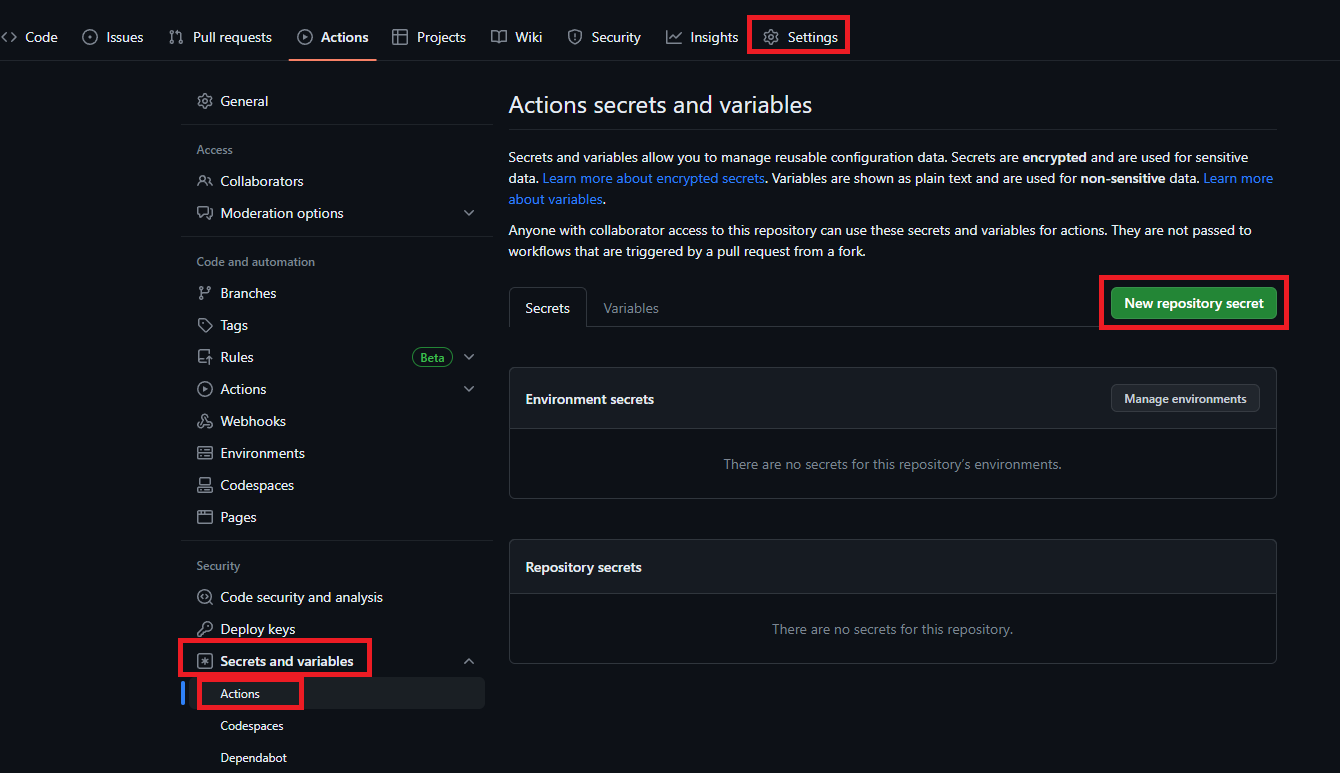 Code Issues Pull requests Actions Projects Wiki Security Insights Settings
General
Access
Collaborators
Moderation options
Code and automation
Branches
Tags
Rules Beta
Actions
Webhooks
Environments
Codespaces
Pages
Security
Code security and analysis
Deploy keys
Secrets and variables
Actions
Codespaces
Dependabot
Actions secrets and variables
Secrets and variables allow you to manage reusable configuration data. Secrets are encrypted and are used for sensitive
data. Learn more about encrypted secrets. Variables are shown as plain text and are used for non-sensitive data. Learn more
about variables.
Anyone with collaborator access to this repository can use these secrets and variables for actions. They are not passed to
workflows that are triggered by a pull request from a fork.
Secrets Variables New repository secret
Environment secrets Manage environments
There are no secrets for this repository's environments.
Repository secrets
There are no secrets for this repository.